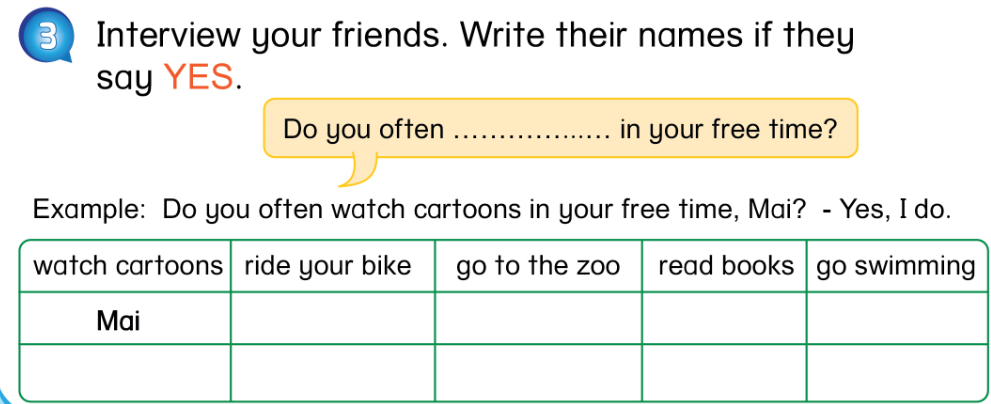 3
Interview your friends. Write their names if they
say YES.
Do you often .................... in your free time?
Example: Do you often watch cartoons in your free time, Mai? - Yes, I do.
watch cartoons ride your bike go to the zoo read books go swimming
Mai